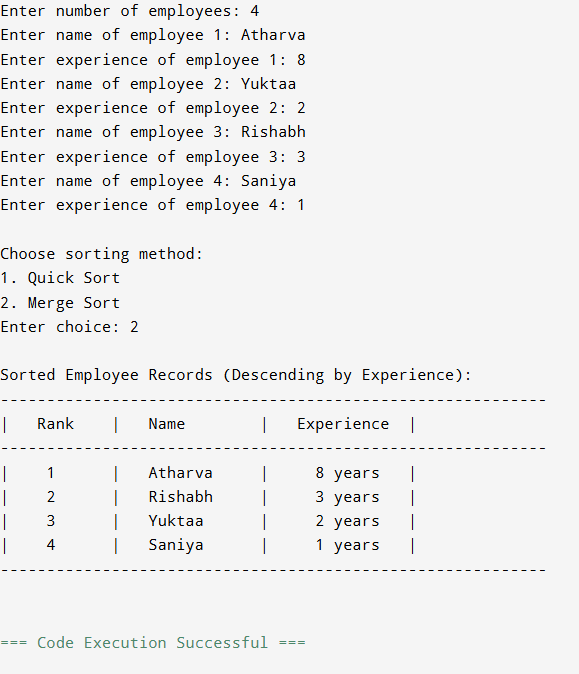 Enter number of employees: 4
Enter name of employee 1: Atharva
Enter experience of employee 1: 8
Enter name of employee 2: Yuktaa
Enter experience of employee 2: 2
Enter name of employee 3: Rishabh
Enter experience of employee 3: 3
Enter name of employee 4: Saniya
Enter experience of employee 4: 1

Choose sorting method:
1. Quick Sort
2. Merge Sort
Enter choice: 2

Sorted Employee Records (Descending by Experience):
-----------------------------------------------------------
|   Rank    |   Name        |   Experience  |
-----------------------------------------------------------
|    1      |   Atharva     |     8 years   |
|    2      |   Rishabh     |     3 years   |
|    3      |   Yuktaa      |     2 years   |
|    4      |   Saniya      |     1 years   |
-----------------------------------------------------------

=== Code Execution Successful ===